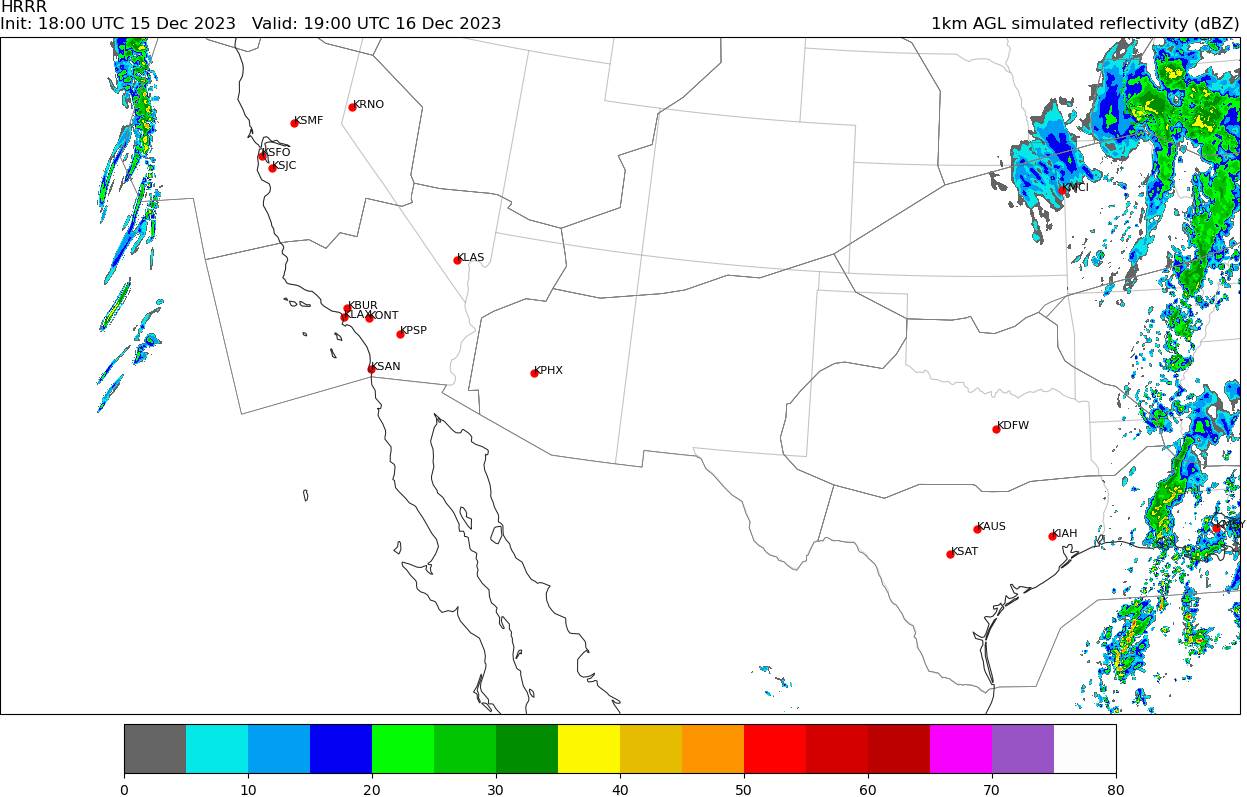 HRRR
Init: 18:00 UTC 15 Dec 2023   Valid: 19:00 UTC 16 Dec 2023
1km AGL simulated reflectivity (dBZ)
KRNO
KSMF
KSFO
KSJC
KMCI
KLAS
KBUR
KLAX
KONT
KPSP
KSAN
KPHX
KDFW
KMSY
KAUS
KIAH
KSAT
0 10 20 30 40 50 60 70 80